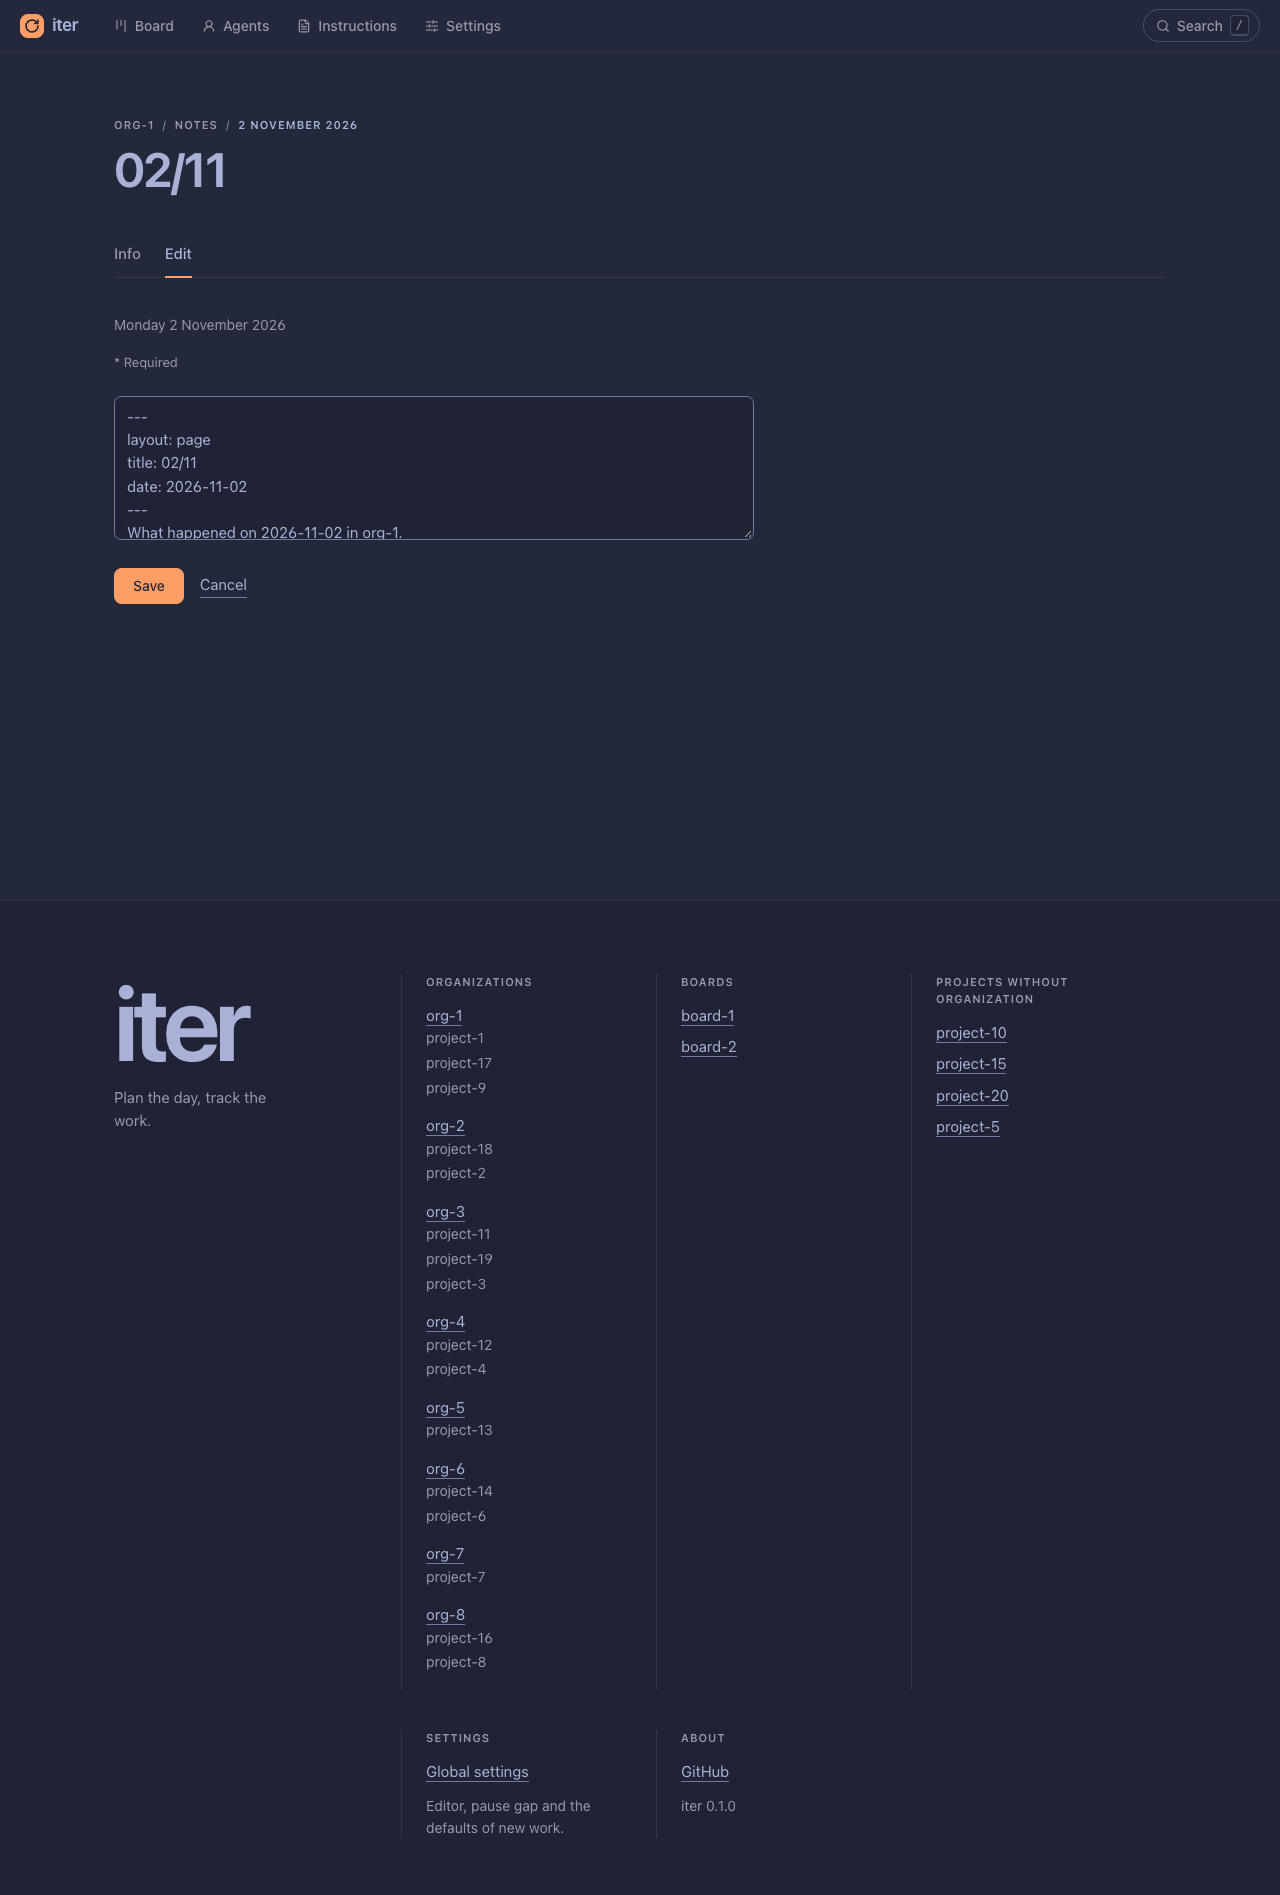 iter
Board
Agents
Instructions
Settings
Search /
ORG-1 / NOTES / 2 NOVEMBER 2026
02/11
Info
Edit
Monday 2 November 2026
* Required
---
layout: page
title: 02/11
date: 2026-11-02
---
What happened on 2026-11-02 in org-1.
Save
Cancel
iter
Plan the day, track the
work.
ORGANIZATIONS
org-1
project-1
project-17
project-9
org-2
project-18
project-2
org-3
project-11
project-19
project-3
org-4
project-12
project-4
org-5
project-13
org-6
project-14
project-6
org-7
project-7
org-8
project-16
project-8
BOARDS
board-1
board-2
PROJECTS WITHOUT
ORGANIZATION
project-10
project-15
project-20
project-5
SETTINGS
Global settings
Editor, pause gap and the
defaults of new work.
ABOUT
GitHub
iter 0.1.0